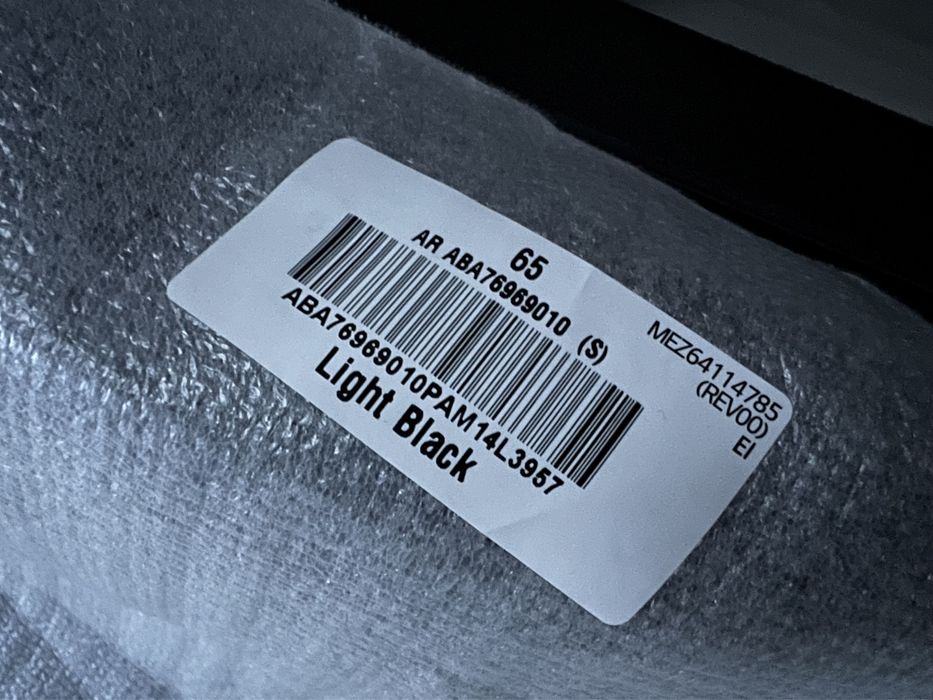 65
AR ABA76969010 (S)
ABA76969010PAM14L3957
Light Black
MEZ64114785
(REV00)
EI